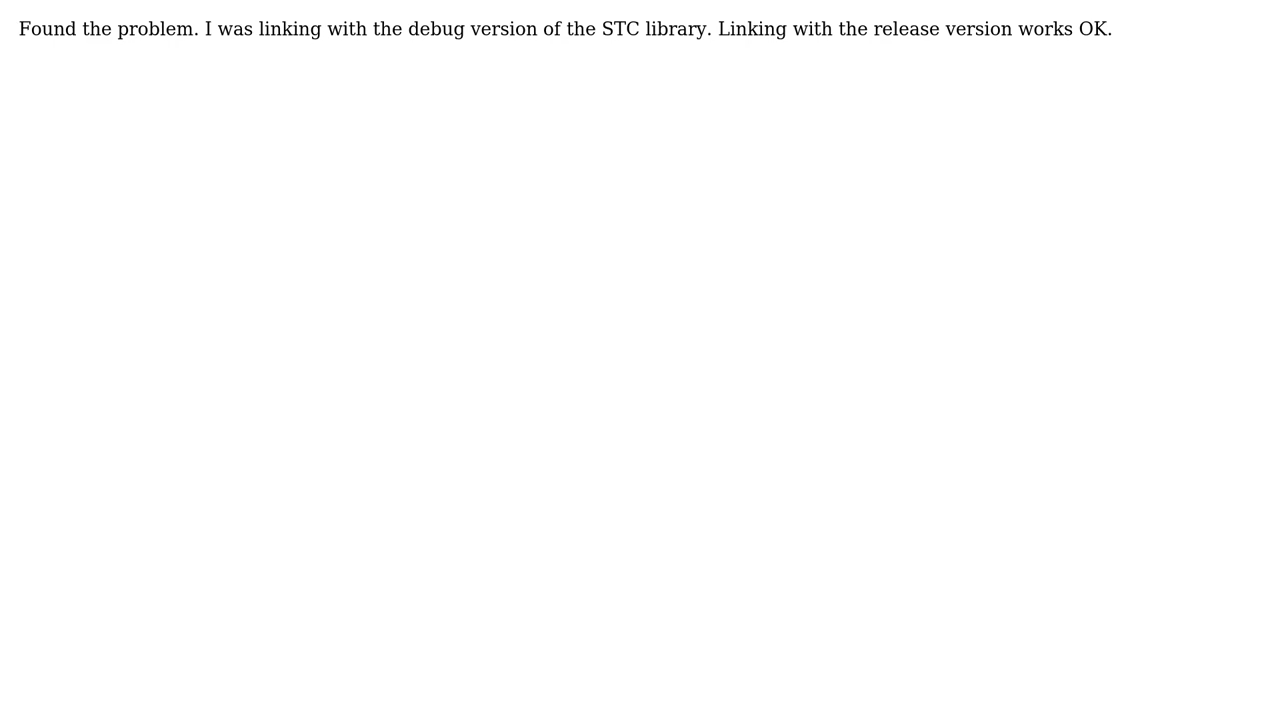 Found the problem. I was linking with the debug version of the STC library. Linking with the release version works OK.